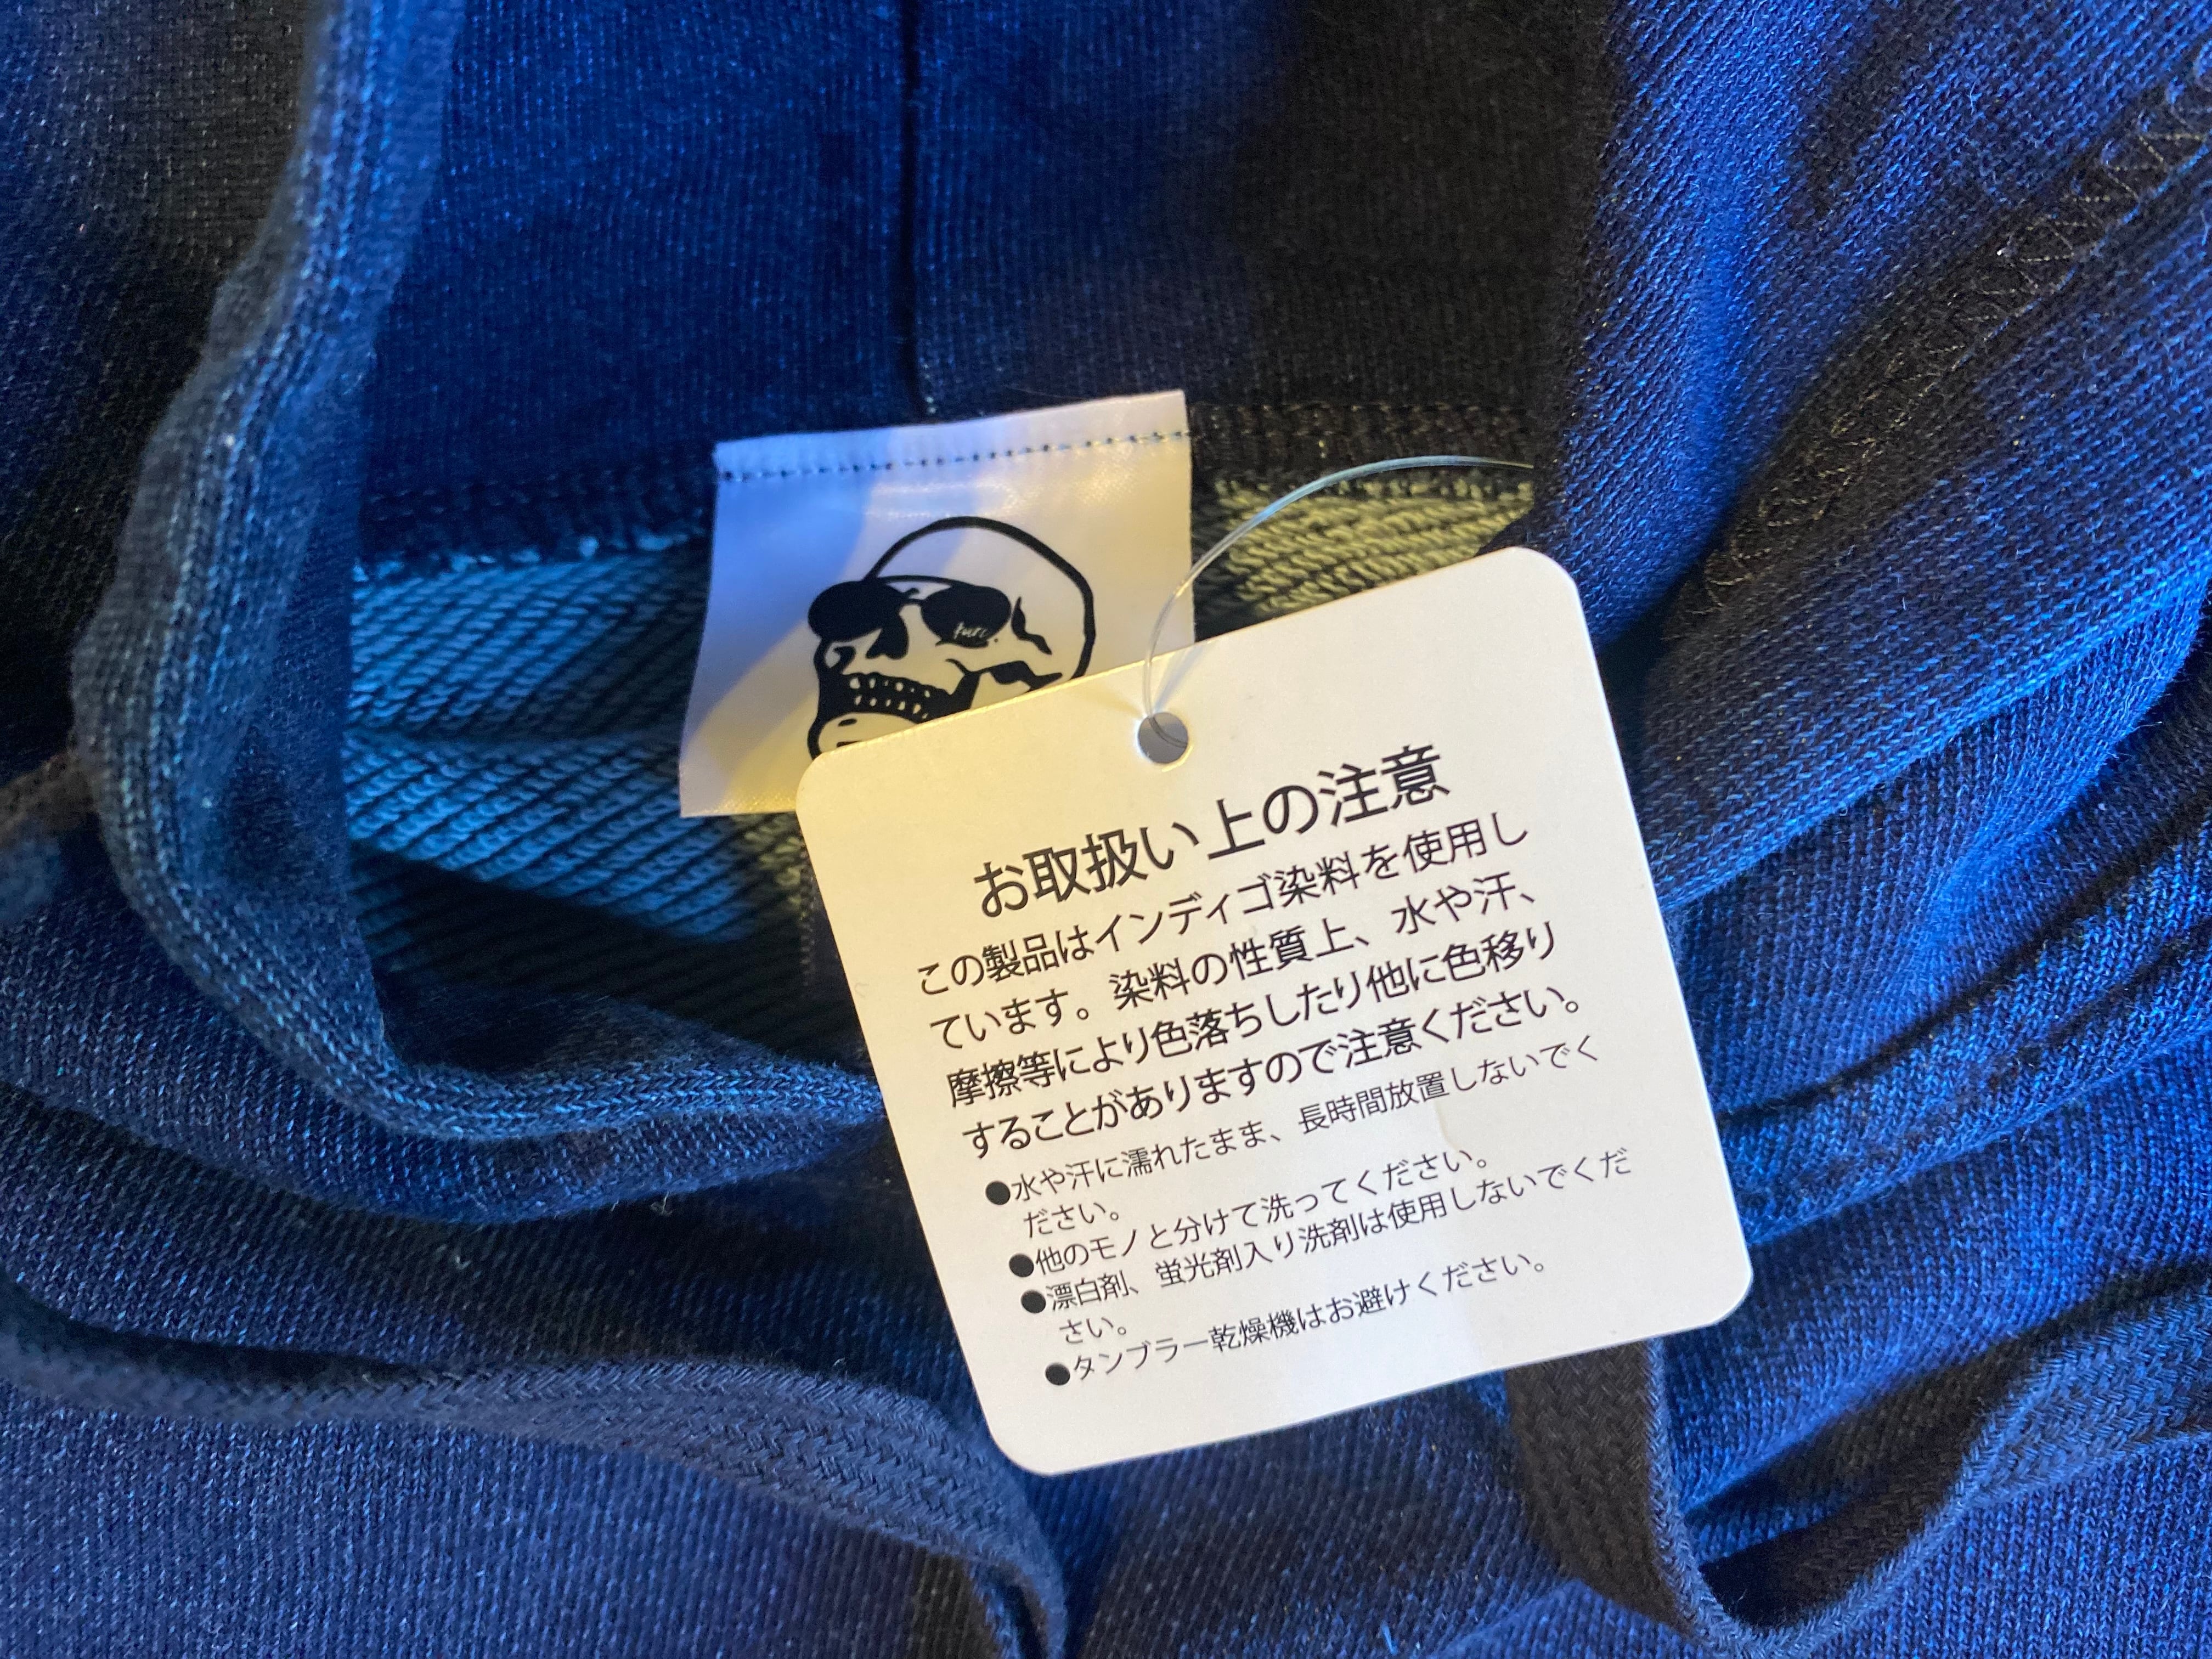 お取扱い上の注意
この製品はインディゴ染料を使用し
ています。染料の性質上、水や汗、
摩擦等により色落ちしたり他に色移り
することがありますので注意ください。
●水や汗に濡れたまま、長時間放置しないでく
ださい。
●他のモノと分けて洗ってください。
●漂白剤、蛍光剤入り洗剤は使用しないでくだ
さい。
●タンブラー乾燥機はお避けください。